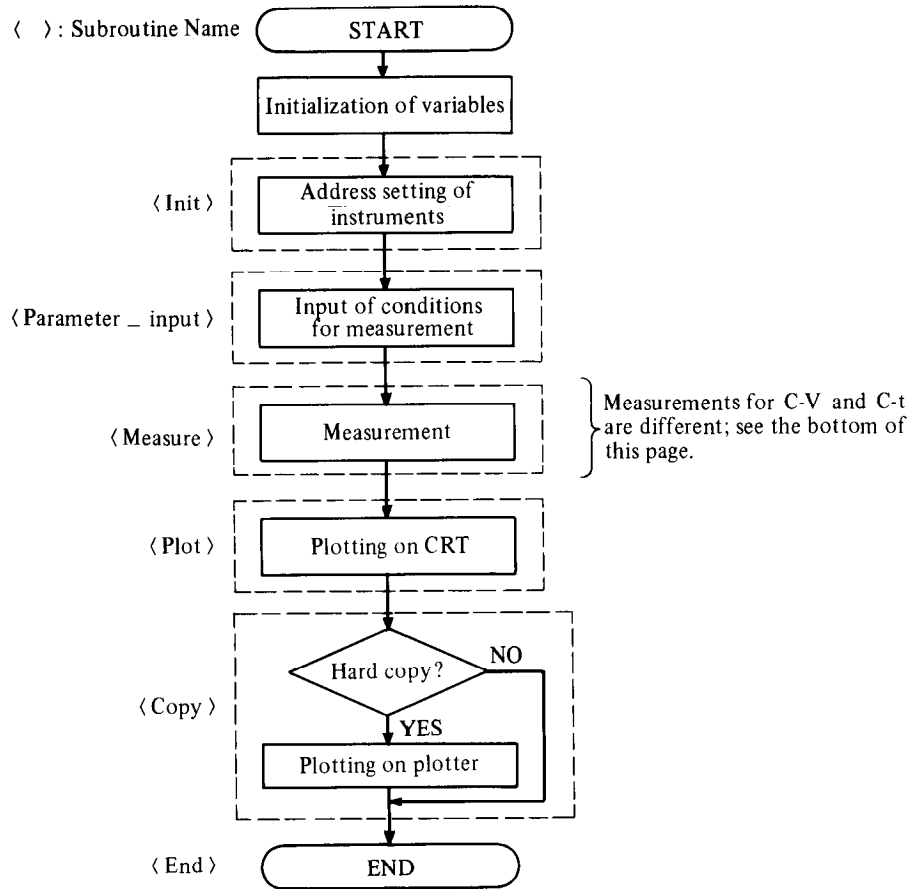 〈 〉: Subroutine Name
START
Initialization of variables
〈Init〉
Address setting of
instruments
〈Parameter _ input〉
Input of conditions
for measurement
〈Measure〉
Measurement
Measurements for C-V and C-t
are different; see the bottom of
this page.
〈Plot〉
Plotting on CRT
〈Copy〉
Hard copy?
NO
YES
Plotting on plotter
〈End〉
END